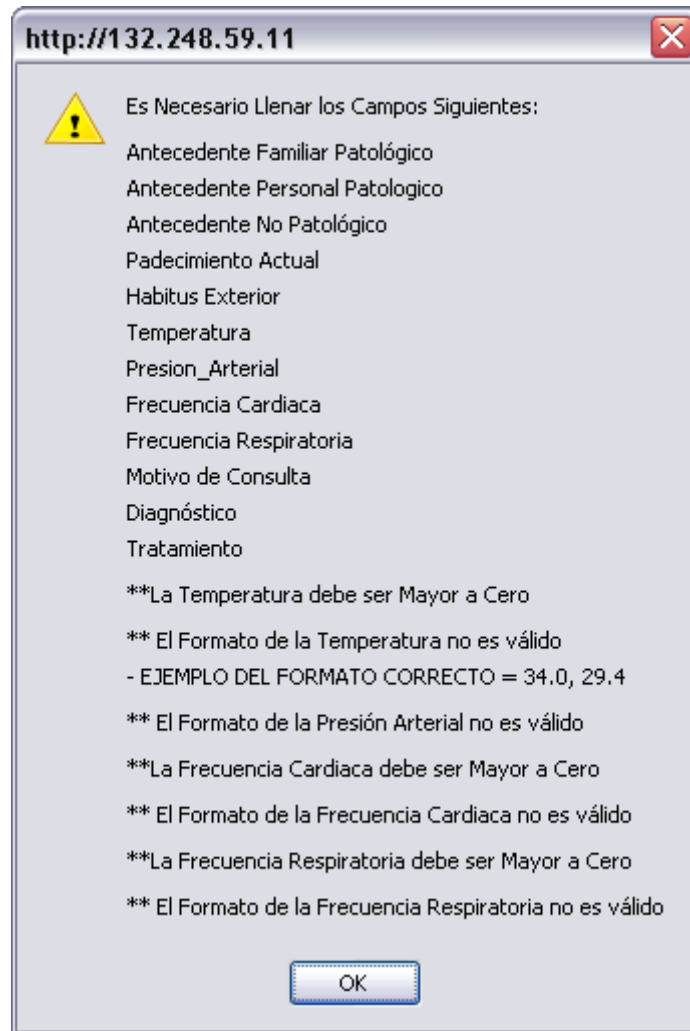 http://132.248.59.11
Es Necesario Llenar los Campos Siguientes:
Antecedente Familiar Patológico
Antecedente Personal Patologico
Antecedente No Patológico
Padecimiento Actual
Habitus Exterior
Temperatura
Presion_Arterial
Frecuencia Cardiaca
Frecuencia Respiratoria
Motivo de Consulta
Diagnóstico
Tratamiento
**La Temperatura debe ser Mayor a Cero
** El Formato de la Temperatura no es válido
- EJEMPLO DEL FORMATO CORRECTO = 34.0, 29.4
** El Formato de la Presión Arterial no es válido
**La Frecuencia Cardiaca debe ser Mayor a Cero
** El Formato de la Frecuencia Cardiaca no es válido
**La Frecuencia Respiratoria debe ser Mayor a Cero
** El Formato de la Frecuencia Respiratoria no es válido
OK